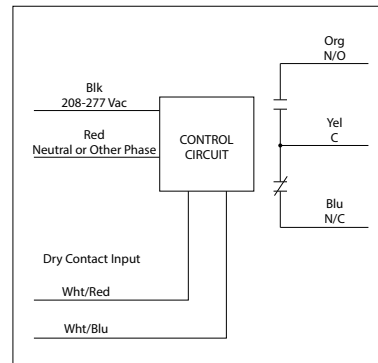 Blk
208-277 Vac
Red
Neutral or Other Phase
CONTROL
CIRCUIT
Dry Contact Input
Wht/Red
Wht/Blu
Org
N/O
Yel
C
Blu
N/C